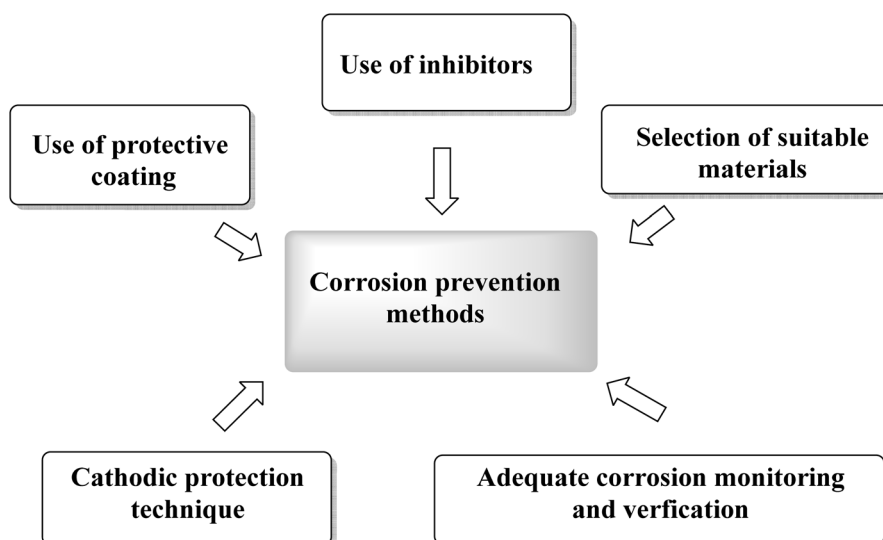 Use of inhibitors
Use of protective
coating
Selection of suitable
materials
Corrosion prevention
methods
Cathodic protection
technique
Adequate corrosion monitoring
and verfication